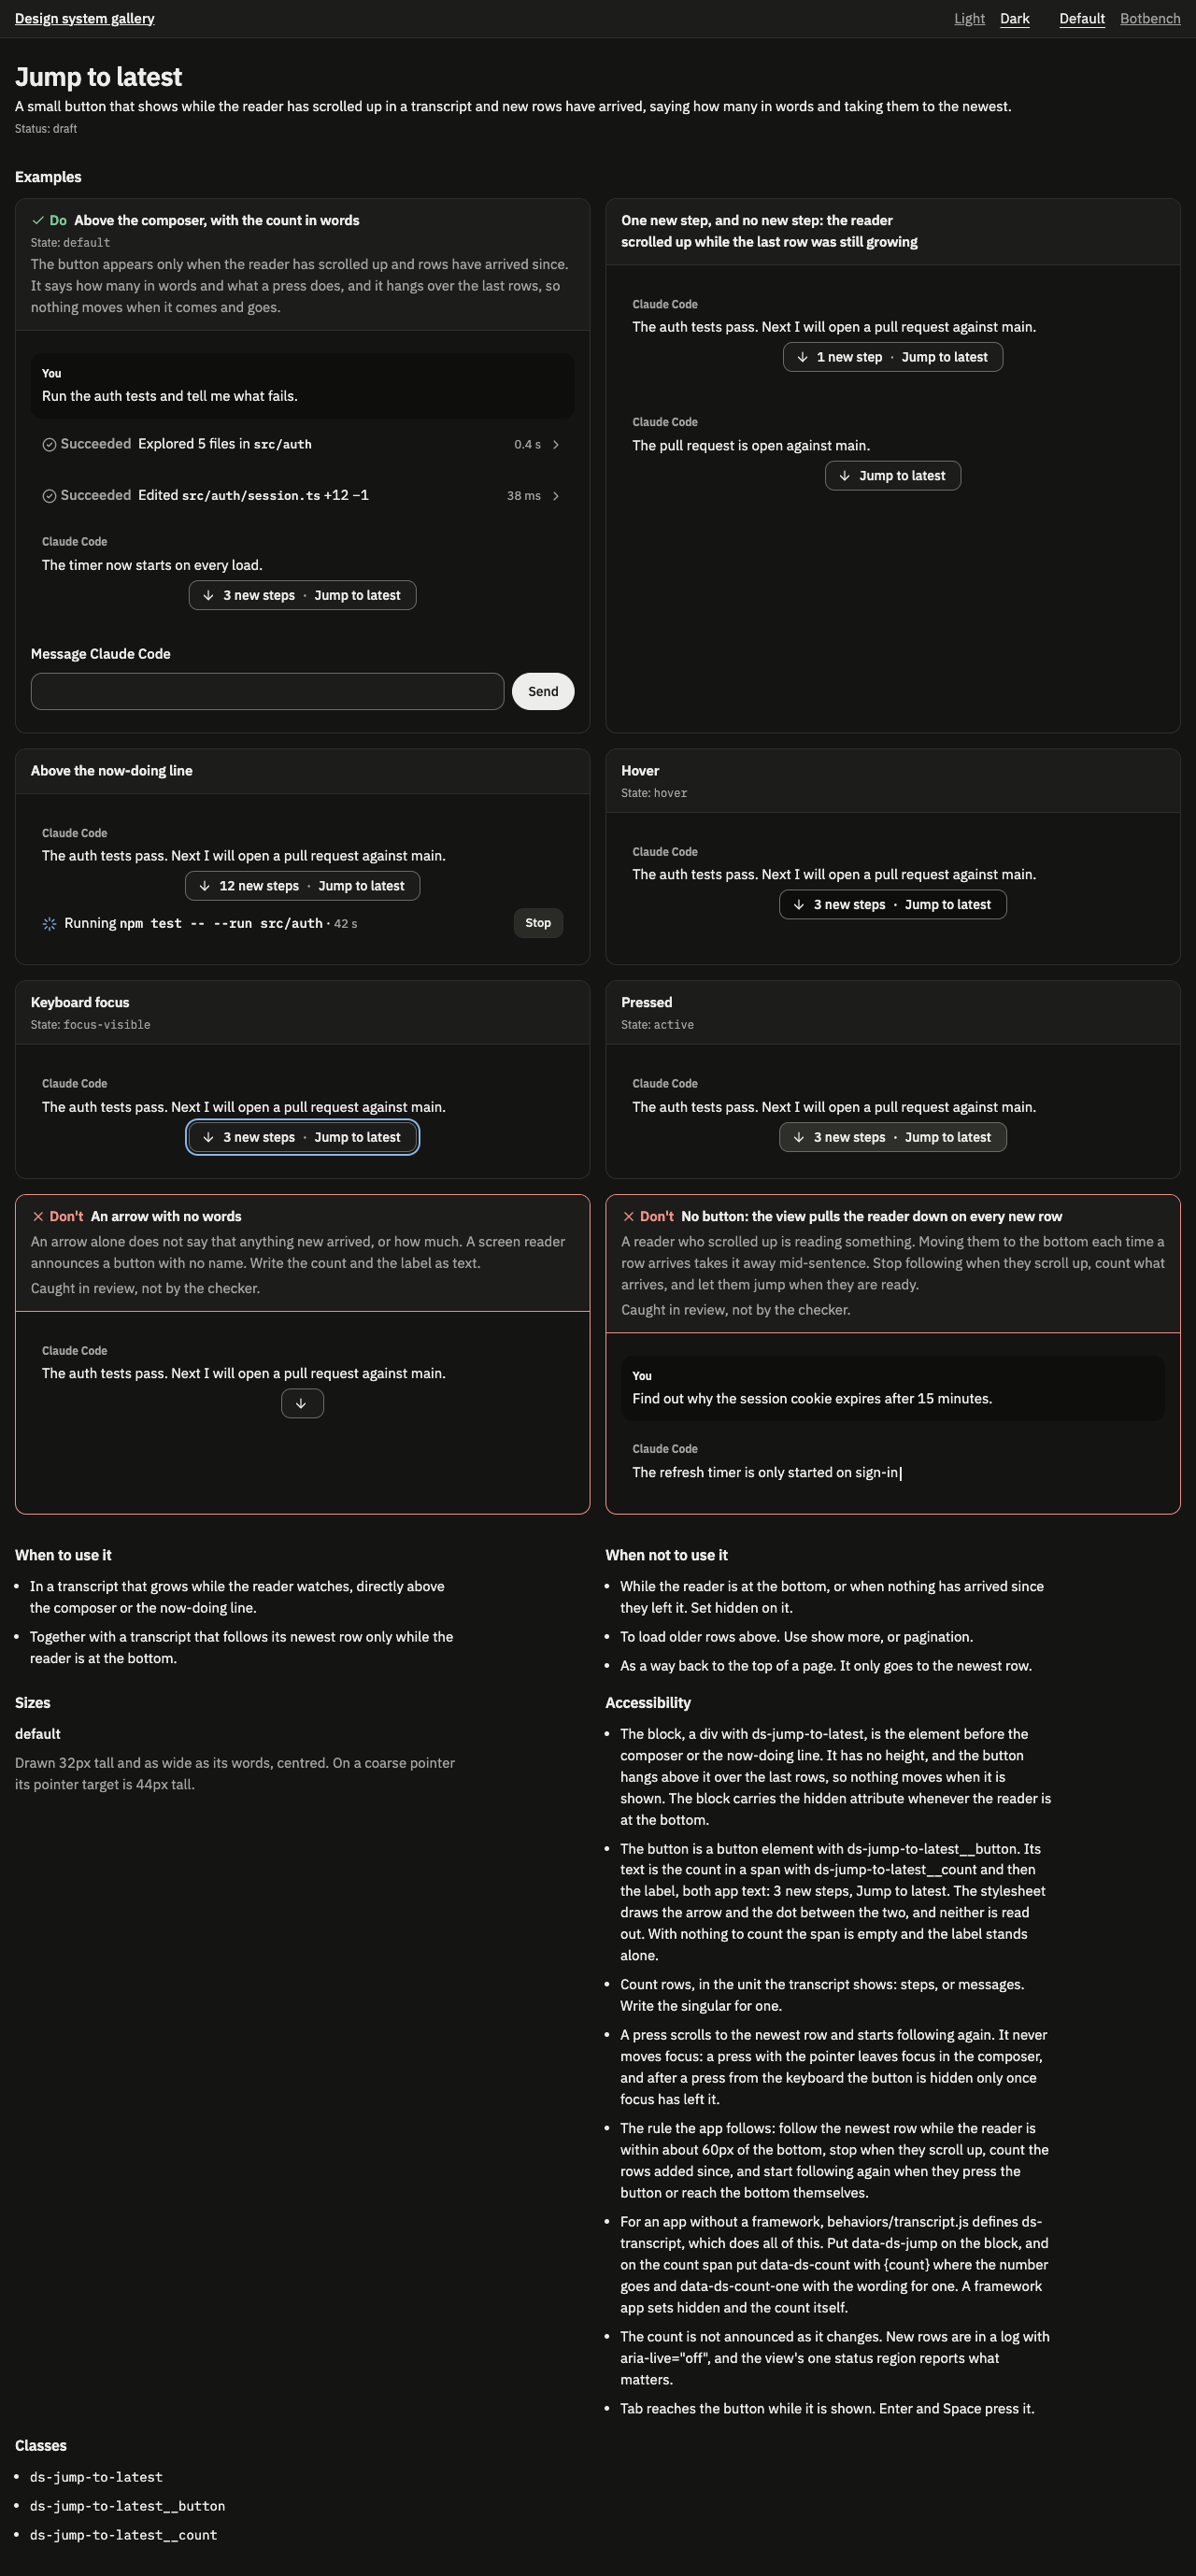 Design system gallery
Light Dark Default Botbench
Jump to latest
A small button that shows while the reader has scrolled up in a transcript and new rows have arrived, saying how many in words and taking them to the newest.
Status: draft
Examples
Do Above the composer, with the count in words
State: default
The button appears only when the reader has scrolled up and rows have arrived since.
It says how many in words and what a press does, and it hangs over the last rows, so
nothing moves when it comes and goes.
You
Run the auth tests and tell me what fails.
Succeeded Explored 5 files in src/auth 0.4 s
Succeeded Edited src/auth/session.ts +12 −1 38 ms
Claude Code
The timer now starts on every load.
3 new steps · Jump to latest
Message Claude Code
Send
One new step, and no new step: the reader
scrolled up while the last row was still growing
Claude Code
The auth tests pass. Next I will open a pull request against main.
1 new step · Jump to latest
Claude Code
The pull request is open against main.
Jump to latest
Above the now-doing line
Claude Code
The auth tests pass. Next I will open a pull request against main.
12 new steps · Jump to latest
Running npm test -- --run src/auth · 42 s Stop
Hover
State: hover
Claude Code
The auth tests pass. Next I will open a pull request against main.
3 new steps · Jump to latest
Keyboard focus
State: focus-visible
Claude Code
The auth tests pass. Next I will open a pull request against main.
3 new steps · Jump to latest
Pressed
State: active
Claude Code
The auth tests pass. Next I will open a pull request against main.
3 new steps · Jump to latest
Don't An arrow with no words
An arrow alone does not say that anything new arrived, or how much. A screen reader
announces a button with no name. Write the count and the label as text.
Caught in review, not by the checker.
Claude Code
The auth tests pass. Next I will open a pull request against main.
Don't No button: the view pulls the reader down on every new row
A reader who scrolled up is reading something. Moving them to the bottom each time a
row arrives takes it away mid-sentence. Stop following when they scroll up, count what
arrives, and let them jump when they are ready.
Caught in review, not by the checker.
You
Find out why the session cookie expires after 15 minutes.
Claude Code
The refresh timer is only started on sign-in
When to use it
• In a transcript that grows while the reader watches, directly above
the composer or the now-doing line.
• Together with a transcript that follows its newest row only while the
reader is at the bottom.
When not to use it
• While the reader is at the bottom, or when nothing has arrived since
they left it. Set hidden on it.
• To load older rows above. Use show more, or pagination.
• As a way back to the top of a page. It only goes to the newest row.
Sizes
default
Drawn 32px tall and as wide as its words, centred. On a coarse pointer
its pointer target is 44px tall.
Accessibility
• The block, a div with ds-jump-to-latest, is the element before the
composer or the now-doing line. It has no height, and the button
hangs above it over the last rows, so nothing moves when it is
shown. The block carries the hidden attribute whenever the reader is
at the bottom.
• The button is a button element with ds-jump-to-latest__button. Its
text is the count in a span with ds-jump-to-latest__count and then
the label, both app text: 3 new steps, Jump to latest. The stylesheet
draws the arrow and the dot between the two, and neither is read
out. With nothing to count the span is empty and the label stands
alone.
• Count rows, in the unit the transcript shows: steps, or messages.
Write the singular for one.
• A press scrolls to the newest row and starts following again. It never
moves focus: a press with the pointer leaves focus in the composer,
and after a press from the keyboard the button is hidden only once
focus has left it.
• The rule the app follows: follow the newest row while the reader is
within about 60px of the bottom, stop when they scroll up, count the
rows added since, and start following again when they press the
button or reach the bottom themselves.
• For an app without a framework, behaviors/transcript.js defines ds-
transcript, which does all of this. Put data-ds-jump on the block, and
on the count span put data-ds-count with {count} where the number
goes and data-ds-count-one with the wording for one. A framework
app sets hidden and the count itself.
• The count is not announced as it changes. New rows are in a log with
aria-live="off", and the view's one status region reports what
matters.
• Tab reaches the button while it is shown. Enter and Space press it.
Classes
• ds-jump-to-latest
• ds-jump-to-latest__button
• ds-jump-to-latest__count